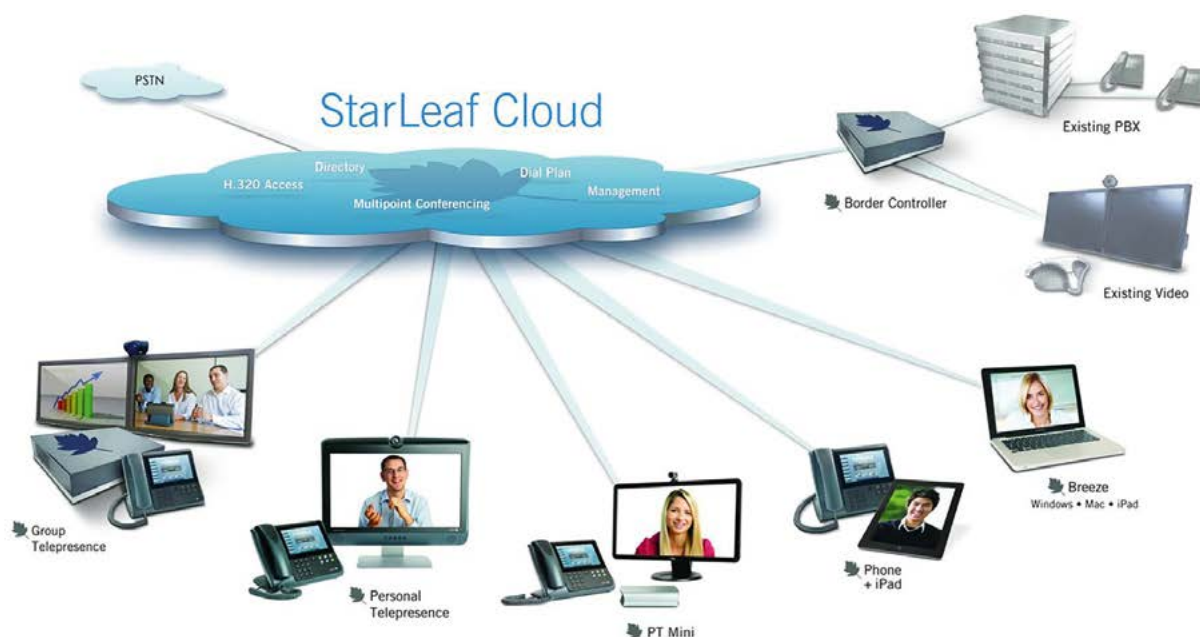 PSTN
StarLeaf Cloud
Directory
Dial Plan
H.320 Access
Management
Multipoint Conferencing
Existing PBX
Border Controller
Existing Video
Group
Telepresence
Personal
Telepresence
PT Mini
Phone
+ iPad
Breeze
Windows • Mac • iPad